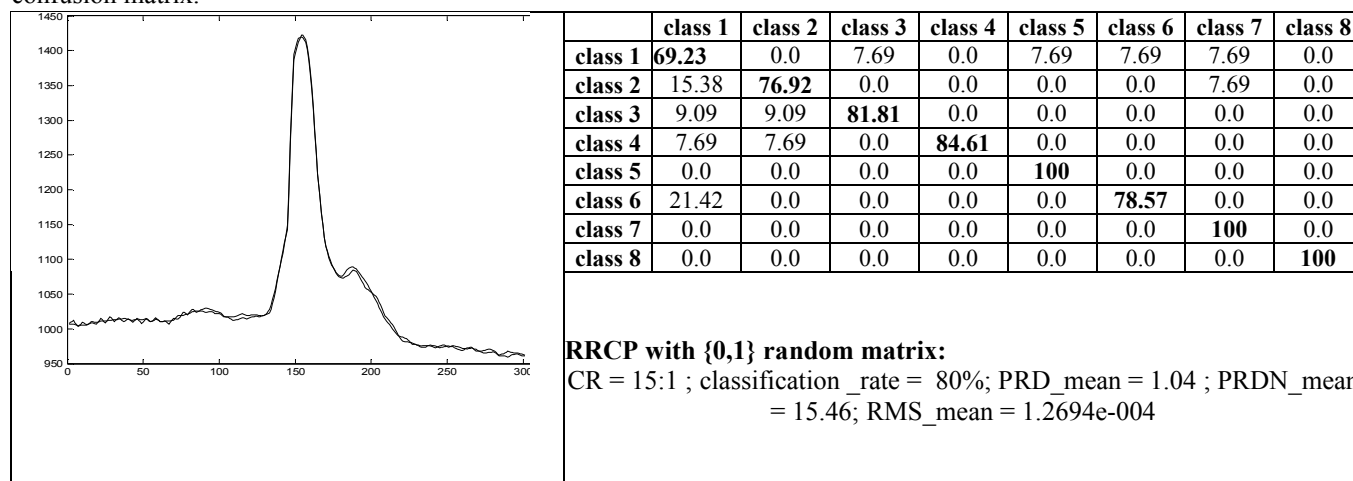 confusion matrix.
1450
1400
1350
1300
1250
1200
1150
1100
1050
1000
950
0 50 100 150 200 250 300
class 1 class 2 class 3 class 4 class 5 class 6 class 7 class 8
class 1 69.23 0.0 7.69 0.0 7.69 7.69 7.69 0.0
class 2 15.38 76.92 0.0 0.0 0.0 0.0 7.69 0.0
class 3 9.09 9.09 81.81 0.0 0.0 0.0 0.0 0.0
class 4 7.69 7.69 0.0 84.61 0.0 0.0 0.0 0.0
class 5 0.0 0.0 0.0 0.0 100 0.0 0.0 0.0
class 6 21.42 0.0 0.0 0.0 0.0 78.57 0.0 0.0
class 7 0.0 0.0 0.0 0.0 0.0 0.0 100 0.0
class 8 0.0 0.0 0.0 0.0 0.0 0.0 0.0 100
RRCP with {0,1} random matrix:
CR = 15:1 ; classification _rate = 80%; PRD_mean = 1.04 ; PRDN_mean
= 15.46; RMS_mean = 1.2694e-004